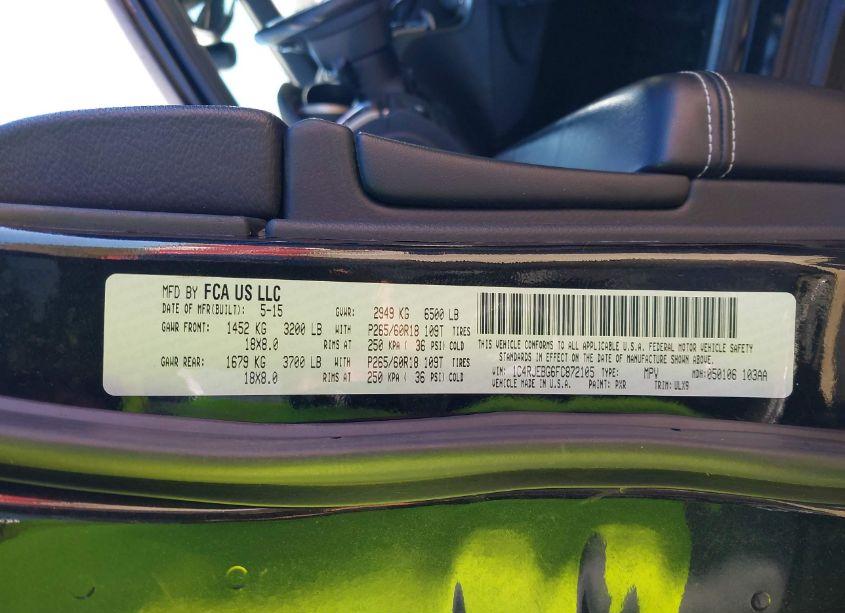 MFD BY FCA US LLC
DATE OF MFR(BUILT): 5-15 GVWR: 2949 KG 6500 LB
GAWR FRONT: 1452 KG 3200 LB WITH P265/60R18 109T TIRES
18X8.0 RIMS AT 250 KPA ( 36 PSI) COLD
GAWR REAR: 1679 KG 3700 LB WITH P265/60R18 109T TIRES
18X8.0 RIMS AT 250 KPA ( 36 PSI) COLD
THIS VEHICLE CONFORMS TO ALL APPLICABLE U.S.A. FEDERAL MOTOR VEHICLE SAFETY
STANDARDS IN EFFECT ON THE DATE OF MANUFACTURE SHOWN ABOVE.
VIN: 1C4RJEBG6FC872105 TYPE: MPV MDH: 050106 103AA
VEHICLE MADE IN U.S.A. PAINT: PXR TRIM: ULX9